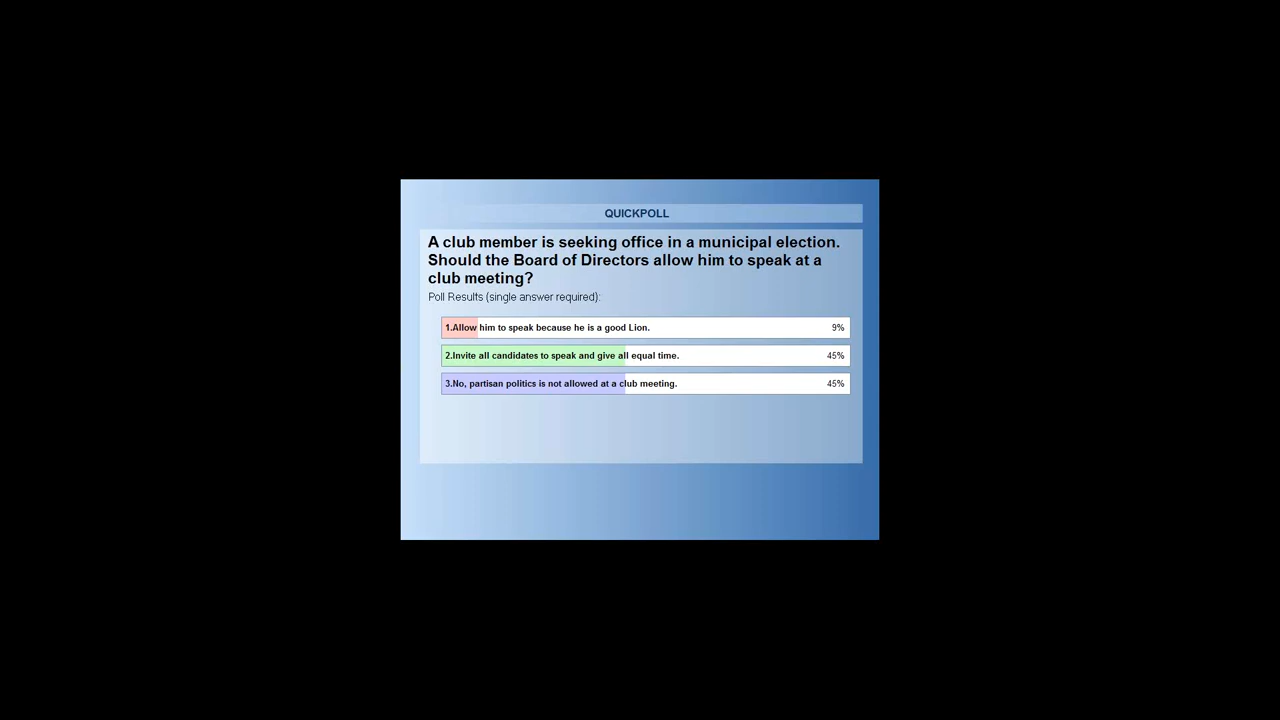 QUICKPOLL
A club member is seeking office in a municipal election.
Should the Board of Directors allow him to speak at a
club meeting?
Poll Results (single answer required):
1.Allow him to speak because he is a good Lion. 9%
2.Invite all candidates to speak and give all equal time. 45%
3.No, partisan politics is not allowed at a club meeting. 45%